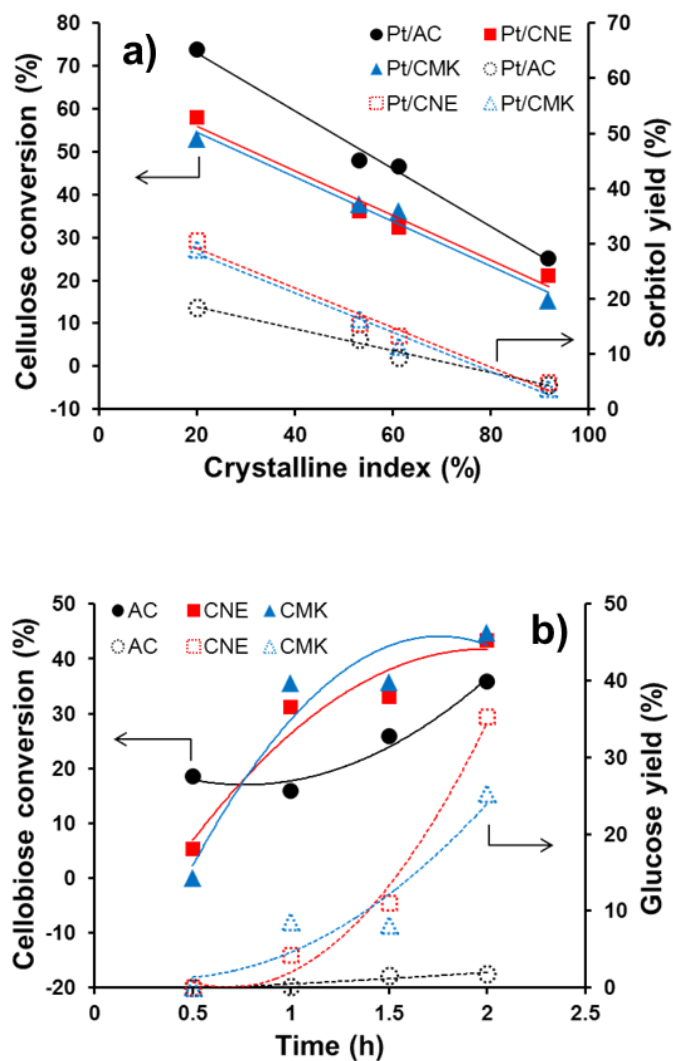 a)
Pt/AC Pt/CNE
Pt/CMK Pt/AC
Pt/CNE Pt/CMK
Cellulose conversion (%)
80
70
60
50
40
30
20
10
0
-10
Sorbitol yield (%)
70
60
50
40
30
20
10
0
0 20 40 60 80 100
Crystalline index (%)
b)
AC CNE CMK
AC CNE CMK
Cellobiose conversion (%)
50
40
30
20
10
0
-10
-20
Glucose yield (%)
50
40
30
20
10
0
0 0.5 1 1.5 2 2.5
Time (h)